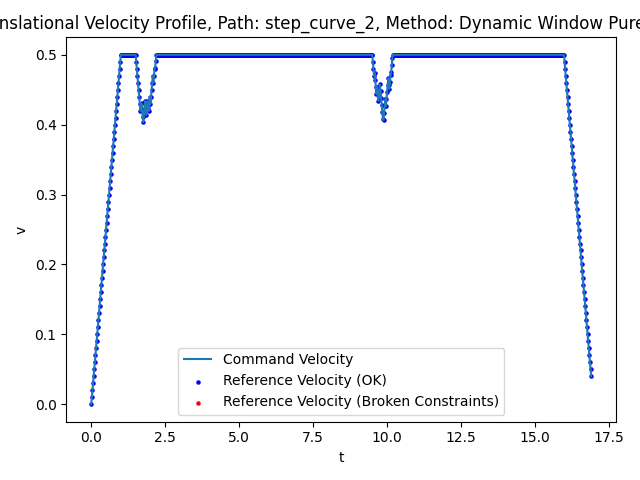 nslational Velocity Profile, Path: step_curve_2, Method: Dynamic Window Pure
0.5
0.4
0.3
0.2
0.1
0.0
v
Command Velocity
Reference Velocity (OK)
Reference Velocity (Broken Constraints)
0.0 2.5 5.0 7.5 10.0 12.5 15.0 17.5
t